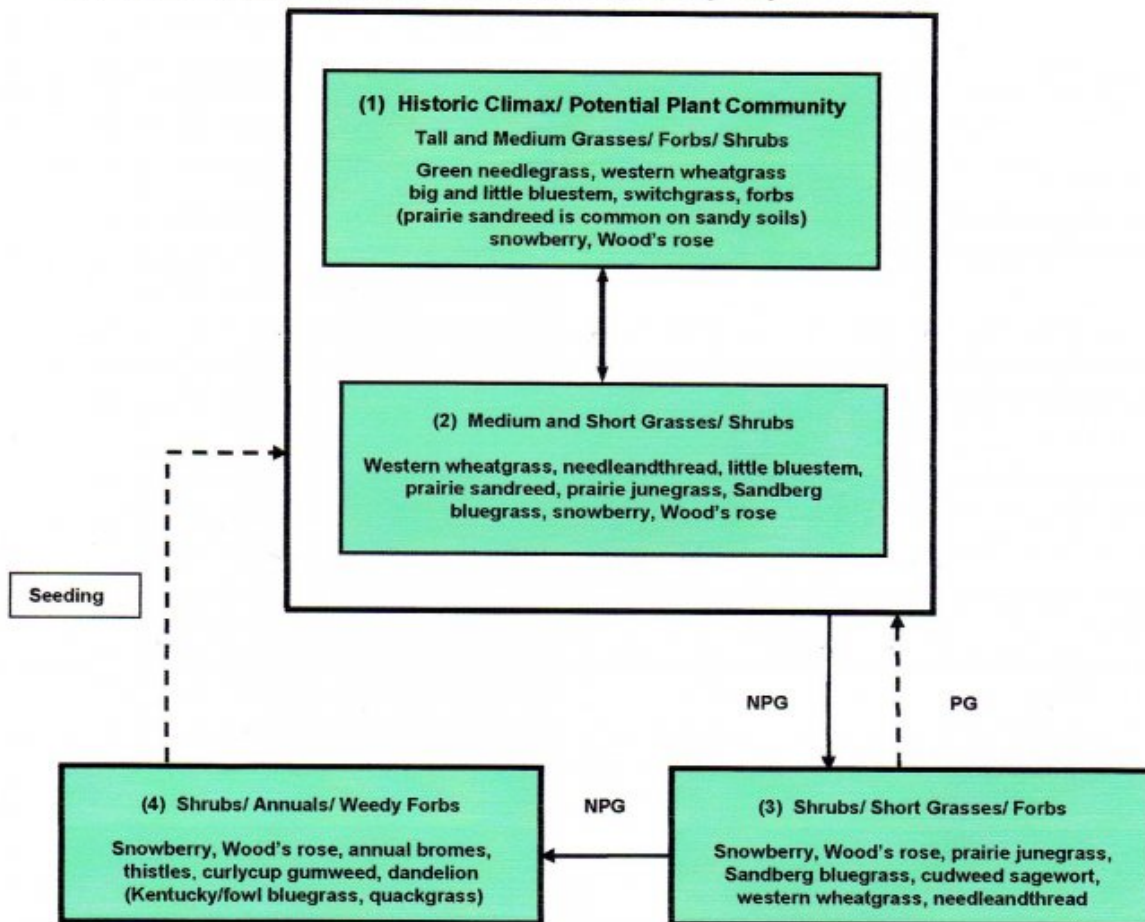 (1) Historic Climax/ Potential Plant Community
Tall and Medium Grasses/ Forbs/ Shrubs
Green needlegrass, western wheatgrass
big and little bluestem, switchgrass, forbs
(prairie sandreed is common on sandy soils)
snowberry, Wood's rose
(2) Medium and Short Grasses/ Shrubs
Western wheatgrass, needleandthread, little bluestem,
prairie sandreed, prairie junegrass, Sandberg
bluegrass, snowberry, Wood's rose
Seeding
NPG
PG
(4) Shrubs/ Annuals/ Weedy Forbs
Snowberry, Wood's rose, annual bromes,
thistles, curlycup gumweed, dandelion
(Kentucky/fowl bluegrass, quackgrass)
NPG
(3) Shrubs/ Short Grasses/ Forbs
Snowberry, Wood's rose, prairie junegrass,
Sandberg bluegrass, cudweed sagewort,
western wheatgrass, needleandthread